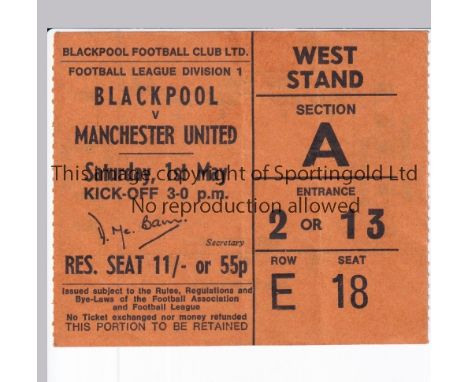 BLACKPOOL FOOTBALL CLUB LTD.
FOOTBALL LEAGUE DIVISION 1
BLACKPOOL
v
MANCHESTER UNITED
Saturday, 1st May
KICK-OFF 3-0 p.m.
Secretary
RES. SEAT 11/- or 55p
Issued subject to the Rules, Regulations and
Bye-Laws of the Football Association
and Football League
No Ticket exchanged nor money refunded
THIS PORTION TO BE RETAINED
WEST
STAND
SECTION
A
ENTRANCE
2 OR 13
ROW SEAT
E 18
This image, copyright of Sportingold Ltd
No reproduction allowed